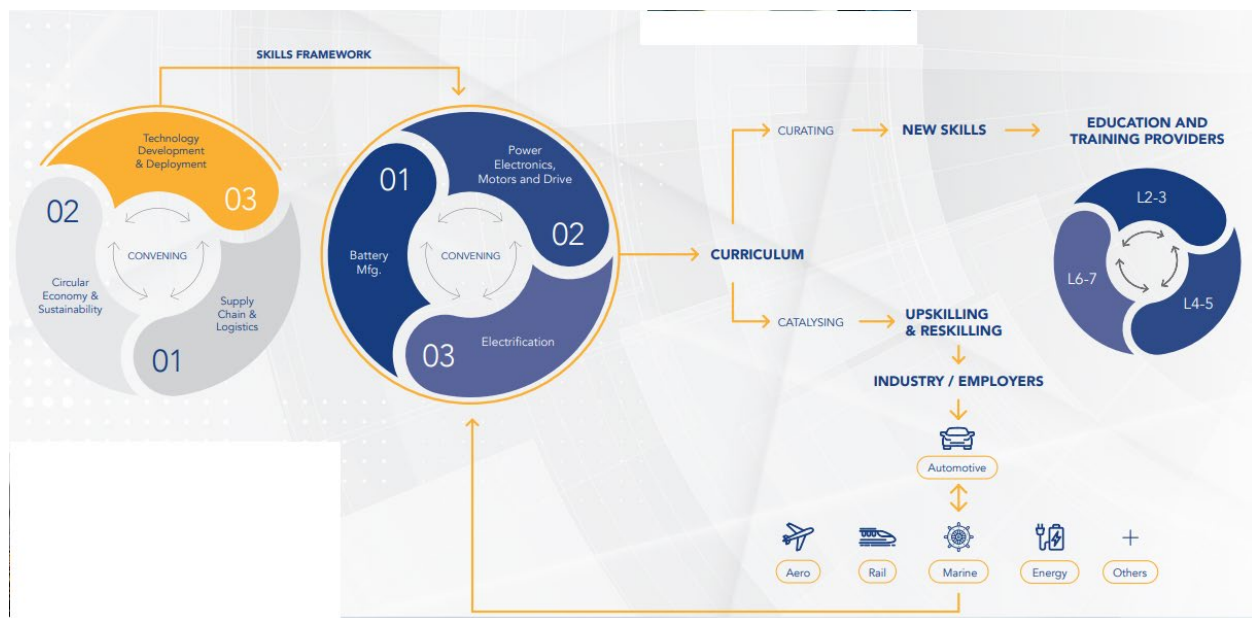 SKILLS FRAMEWORK
Technology
Development
& Deployment
03
02
CONVENING
Circular
Economy &
Sustainability
Supply
Chain &
Logistics
01
01
Power
Electronics,
Motors and Drive
02
Battery
Mfg.
CONVENING
03
Electrification
CURRICULUM
CURATING
NEW SKILLS
EDUCATION AND
TRAINING PROVIDERS
L2-3
L6-7
L4-5
CATALYSING
UPSKILLING
& RESKILLING
INDUSTRY / EMPLOYERS
Automotive
Aero
Rail
Marine
Energy
Others